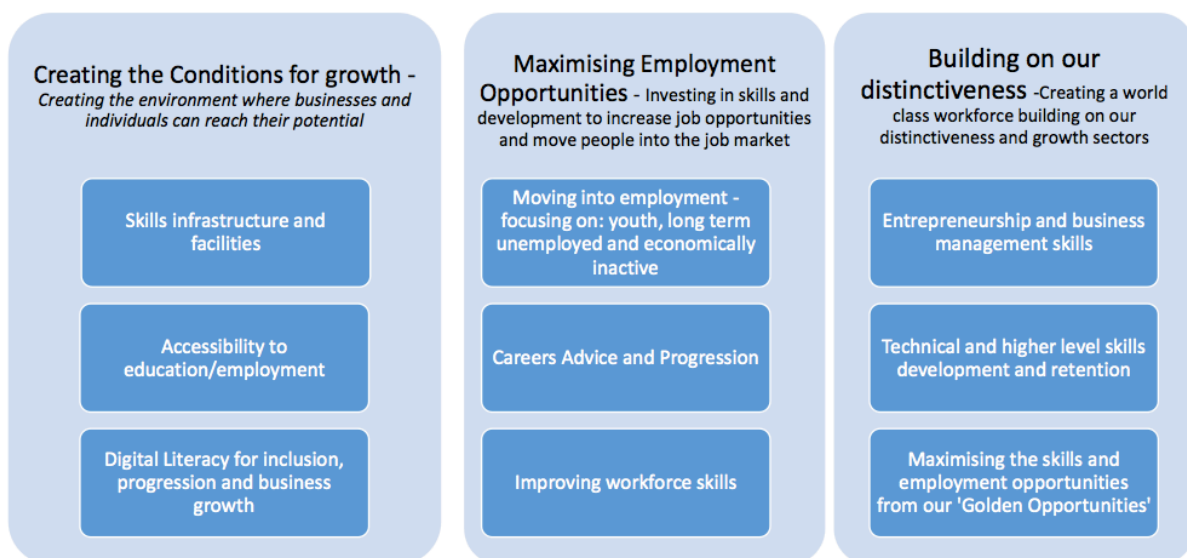 Creating the Conditions for growth -
Creating the environment where businesses and
individuals can reach their potential
Skills infrastructure and
facilities
Accessibility to
education/employment
Digital Literacy for inclusion,
progression and business
growth
Maximising Employment
Opportunities - Investing in skills and
development to increase job opportunities
and move people into the job market
Moving into employment -
focusing on: youth, long term
unemployed and economically
inactive
Careers Advice and Progression
Improving workforce skills
Building on our
distinctiveness -Creating a world
class workforce building on our
distinctiveness and growth sectors
Entrepreneurship and business
management skills
Technical and higher level skills
development and retention
Maximising the skills and
employment opportunities
from our 'Golden Opportunities'